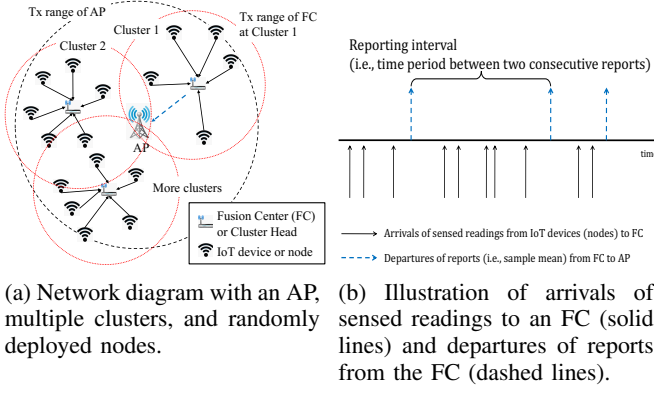 Tx range of AP
Cluster 1
Tx range of FC
at Cluster 1
Cluster 2
AP
More clusters
Fusion Center (FC)
or Cluster Head
IoT device or node
Reporting interval
(i.e., time period between two consecutive reports)
time
Arrivals of sensed readings from IoT devices (nodes) to FC
Departures of reports (i.e., sample mean) from FC to AP
(a) Network diagram with an AP,
multiple clusters, and randomly
deployed nodes.
(b) Illustration of arrivals of
sensed readings to an FC (solid
lines) and departures of reports
from the FC (dashed lines).